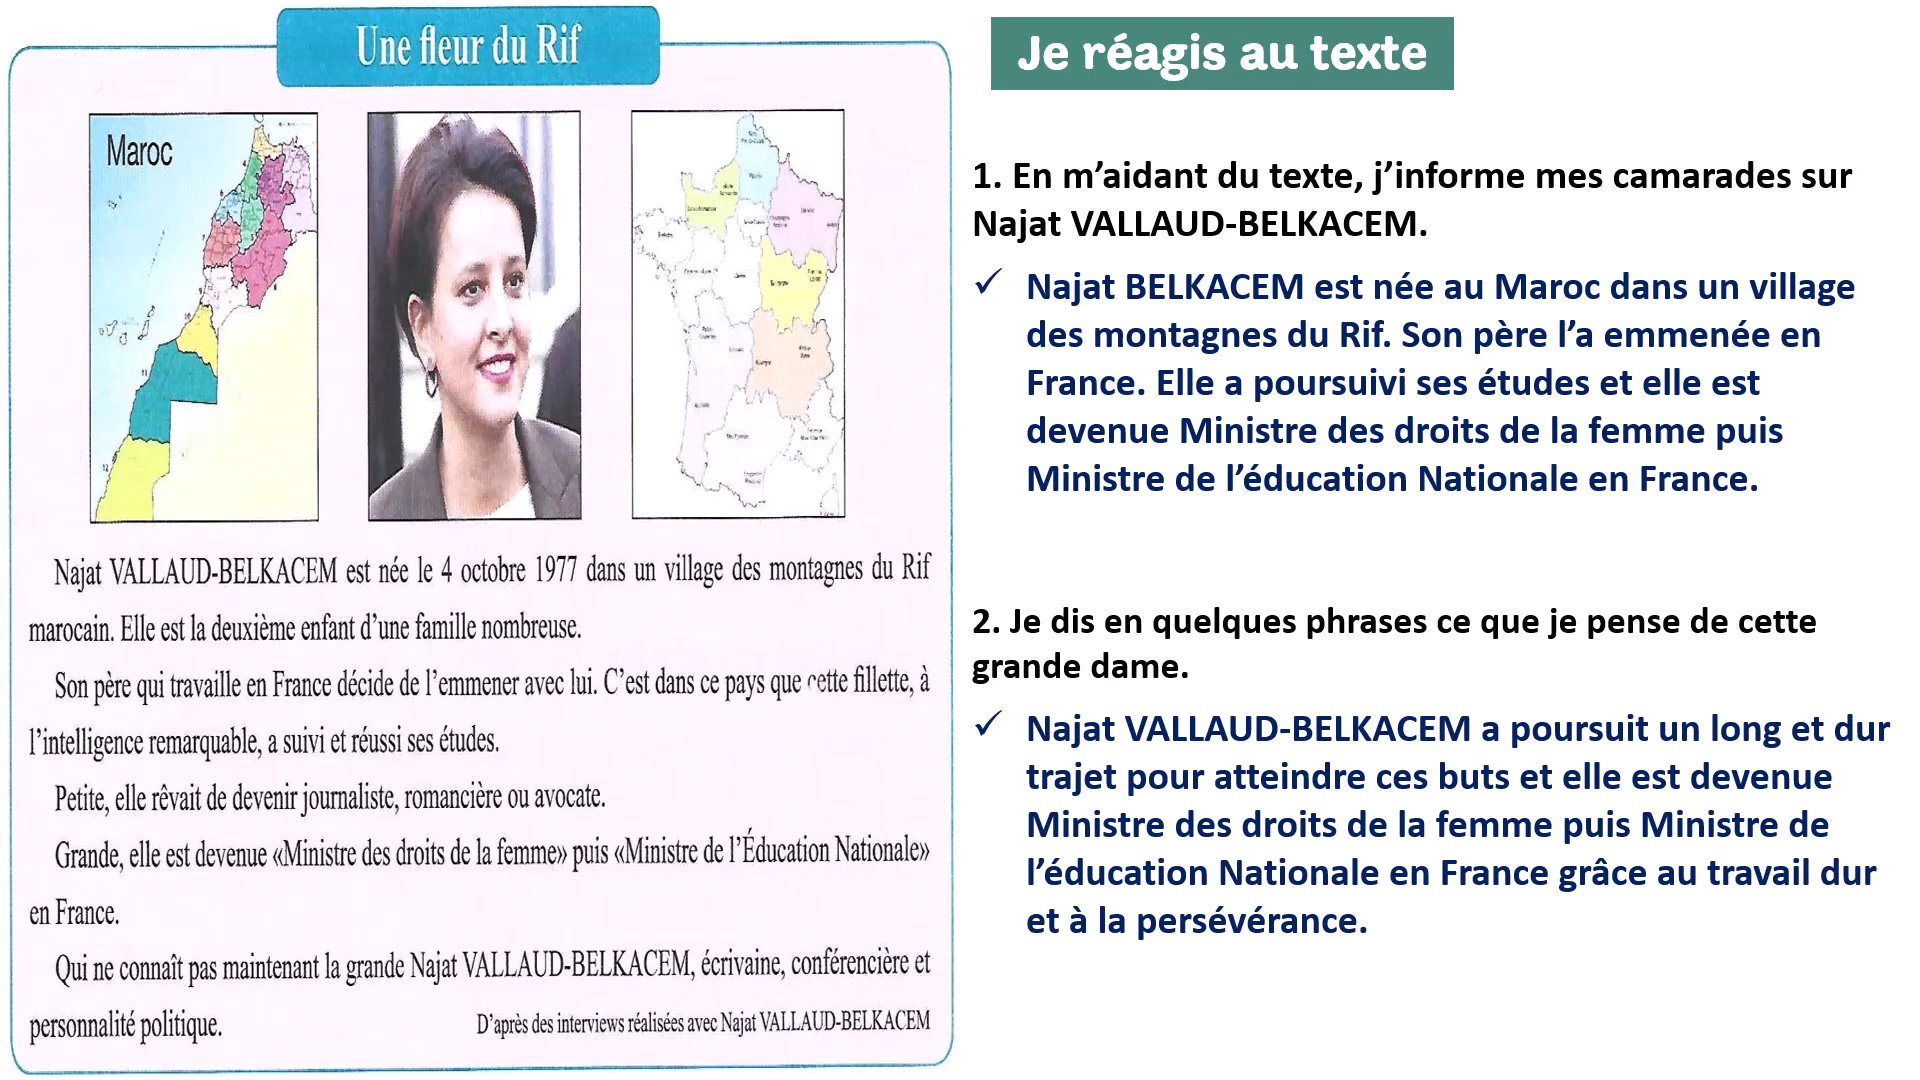 Une fleur du Rif
Maroc
Najat VALLAUD-BELKACEM est née le 4 octobre 1977 dans un village des montagnes du Rif
marocain. Elle est la deuxième enfant d'une famille nombreuse.
Son père qui travaille en France décide de l'emmener avec lui. C'est dans ce pays que cette fillette, à
l'intelligence remarquable, a suivi et réussi ses études.
Petite, elle rêvait de devenir journaliste, romancière ou avocate.
Grande, elle est devenue «Ministre des droits de la femme» puis «Ministre de l'Éducation Nationale»
en France.
Qui ne connaît pas maintenant la grande Najat VALLAUD-BELKACEM, écrivaine, conférencière et
personnalité politique.
D'après des interviews réalisées avec Najat VALLAUD-BELKACEM
Je réagis au texte
1. En m'aidant du texte, j'informe mes camarades sur
Najat VALLAUD-BELKACEM.
✓ Najat BELKACEM est née au Maroc dans un village
des montagnes du Rif. Son père l'a emmenée en
France. Elle a poursuivi ses études et elle est
devenue Ministre des droits de la femme puis
Ministre de l'éducation Nationale en France.
2. Je dis en quelques phrases ce que je pense de cette
grande dame.
✓ Najat VALLAUD-BELKACEM a poursuit un long et dur
trajet pour atteindre ces buts et elle est devenue
Ministre des droits de la femme puis Ministre de
l'éducation Nationale en France grâce au travail dur
et à la persévérance.